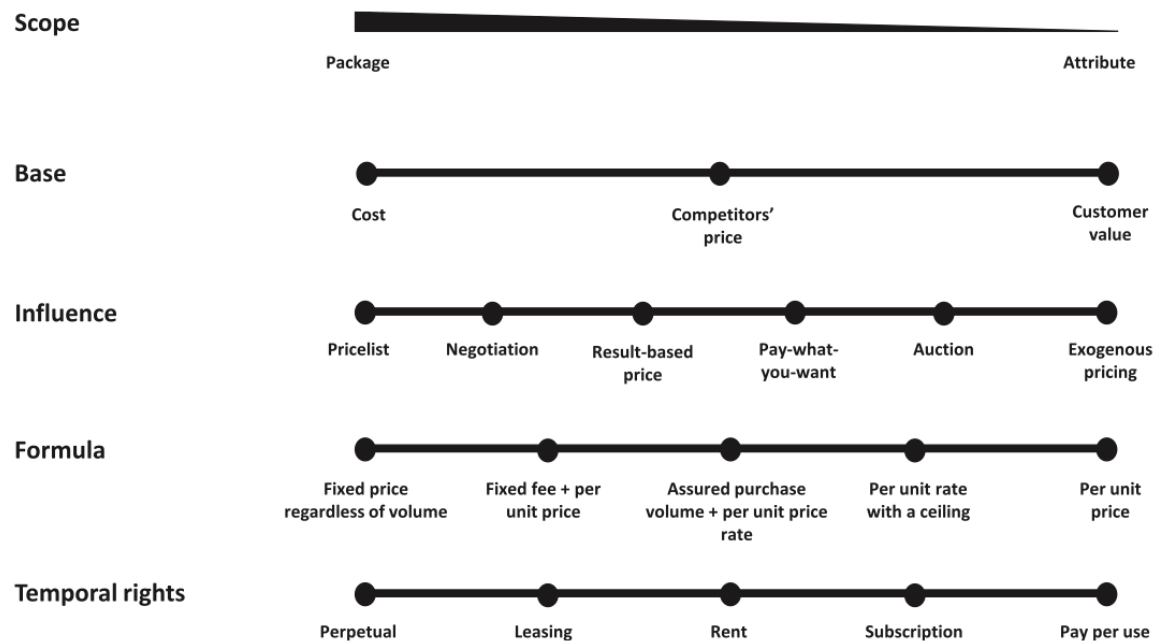 Scope
Package
Attribute
Base
Cost
Competitors'
price
Customer
value
Influence
Pricelist
Negotiation
Result-based
price
Pay-what-
you-want
Auction
Exogenous
pricing
Formula
Fixed price
regardless of volume
Fixed fee + per
unit price
Assured purchase
volume + per unit price
rate
Per unit rate
with a ceiling
Per unit
price
Temporal rights
Perpetual
Leasing
Rent
Subscription
Pay per use